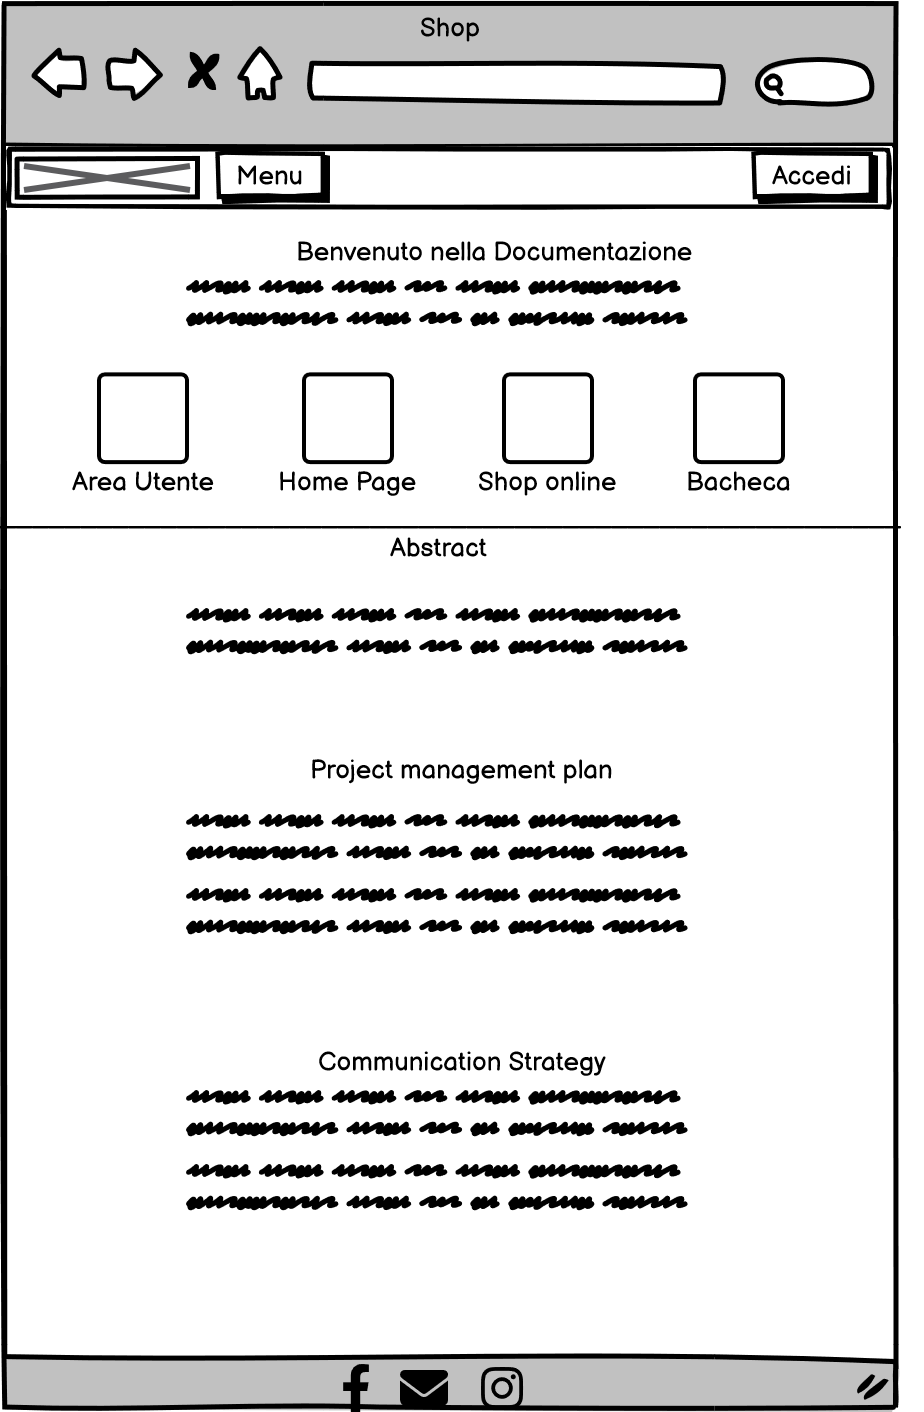 Shop
Menu
Accedi
Benvenuto nella Documentazione
Area Utente
Home Page
Shop online
Bacheca
Abstract
Project management plan
Communication Strategy